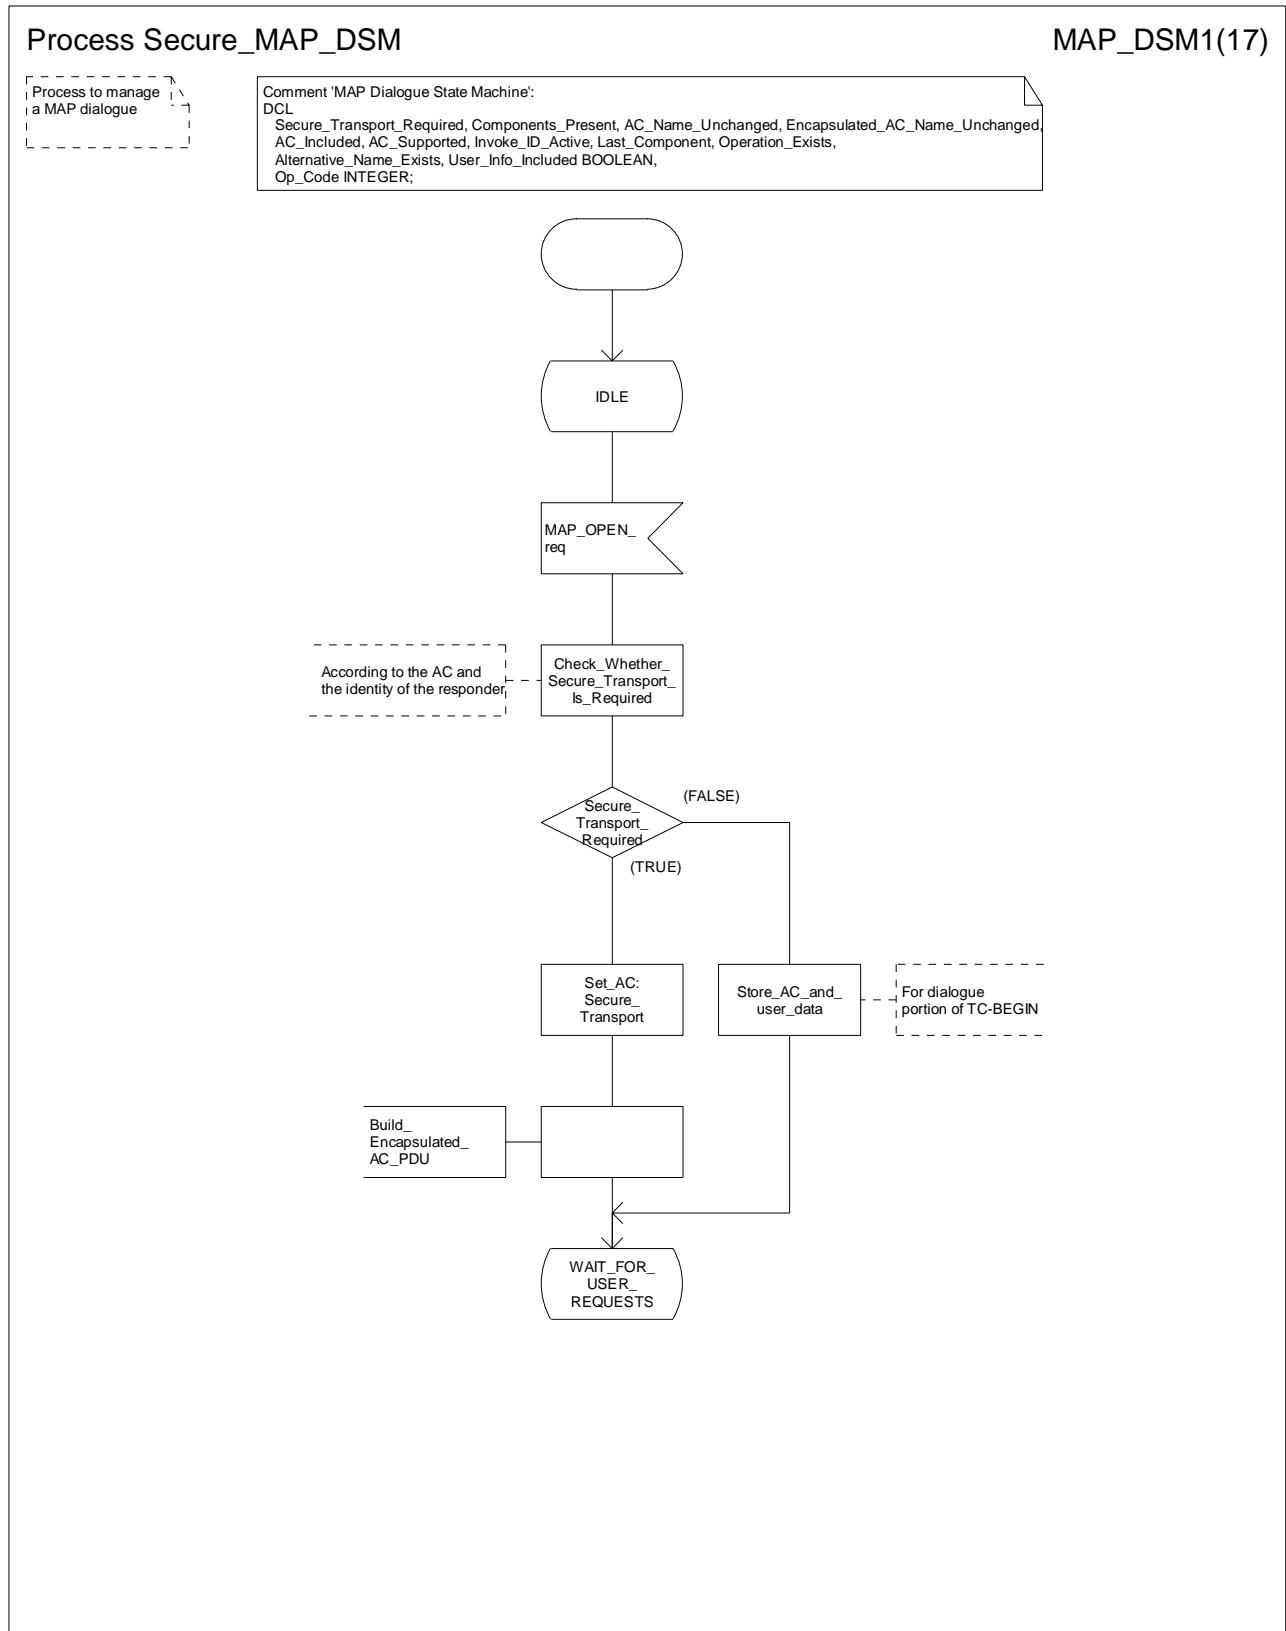 Process Secure_MAP_DSM
MAP_DSM1(17)
Process to manage
a MAP dialogue
Comment 'MAP Dialogue State Machine':
DCL
Secure_Transport_Required, Components_Present, AC_Name_Unchanged, Encapsulated_AC_Name_Unchanged,
AC_Included, AC_Supported, Invoke_ID_Active, Last_Component, Operation_Exists,
Alternative_Name_Exists, User_Info_Included BOOLEAN,
Op_Code INTEGER;
IDLE
MAP_OPEN_
req
According to the AC and
the identity of the responder
Check_Whether_
Secure_Transport_
Is_Required
Secure_
Transport_
Required
(FALSE)
(TRUE)
Set_AC:
Secure_
Transport
Store_AC_and_
user_data
For dialogue
portion of TC-BEGIN
Build_
Encapsulated_
AC_PDU
WAIT_FOR_
USER_
REQUESTS